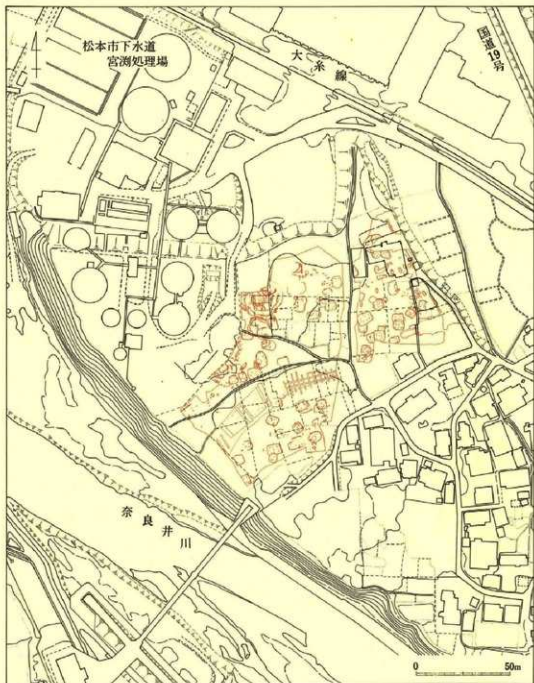 松本市下水道
宮渕処理場
大糸線
国道19号
奈良井川
0 50m